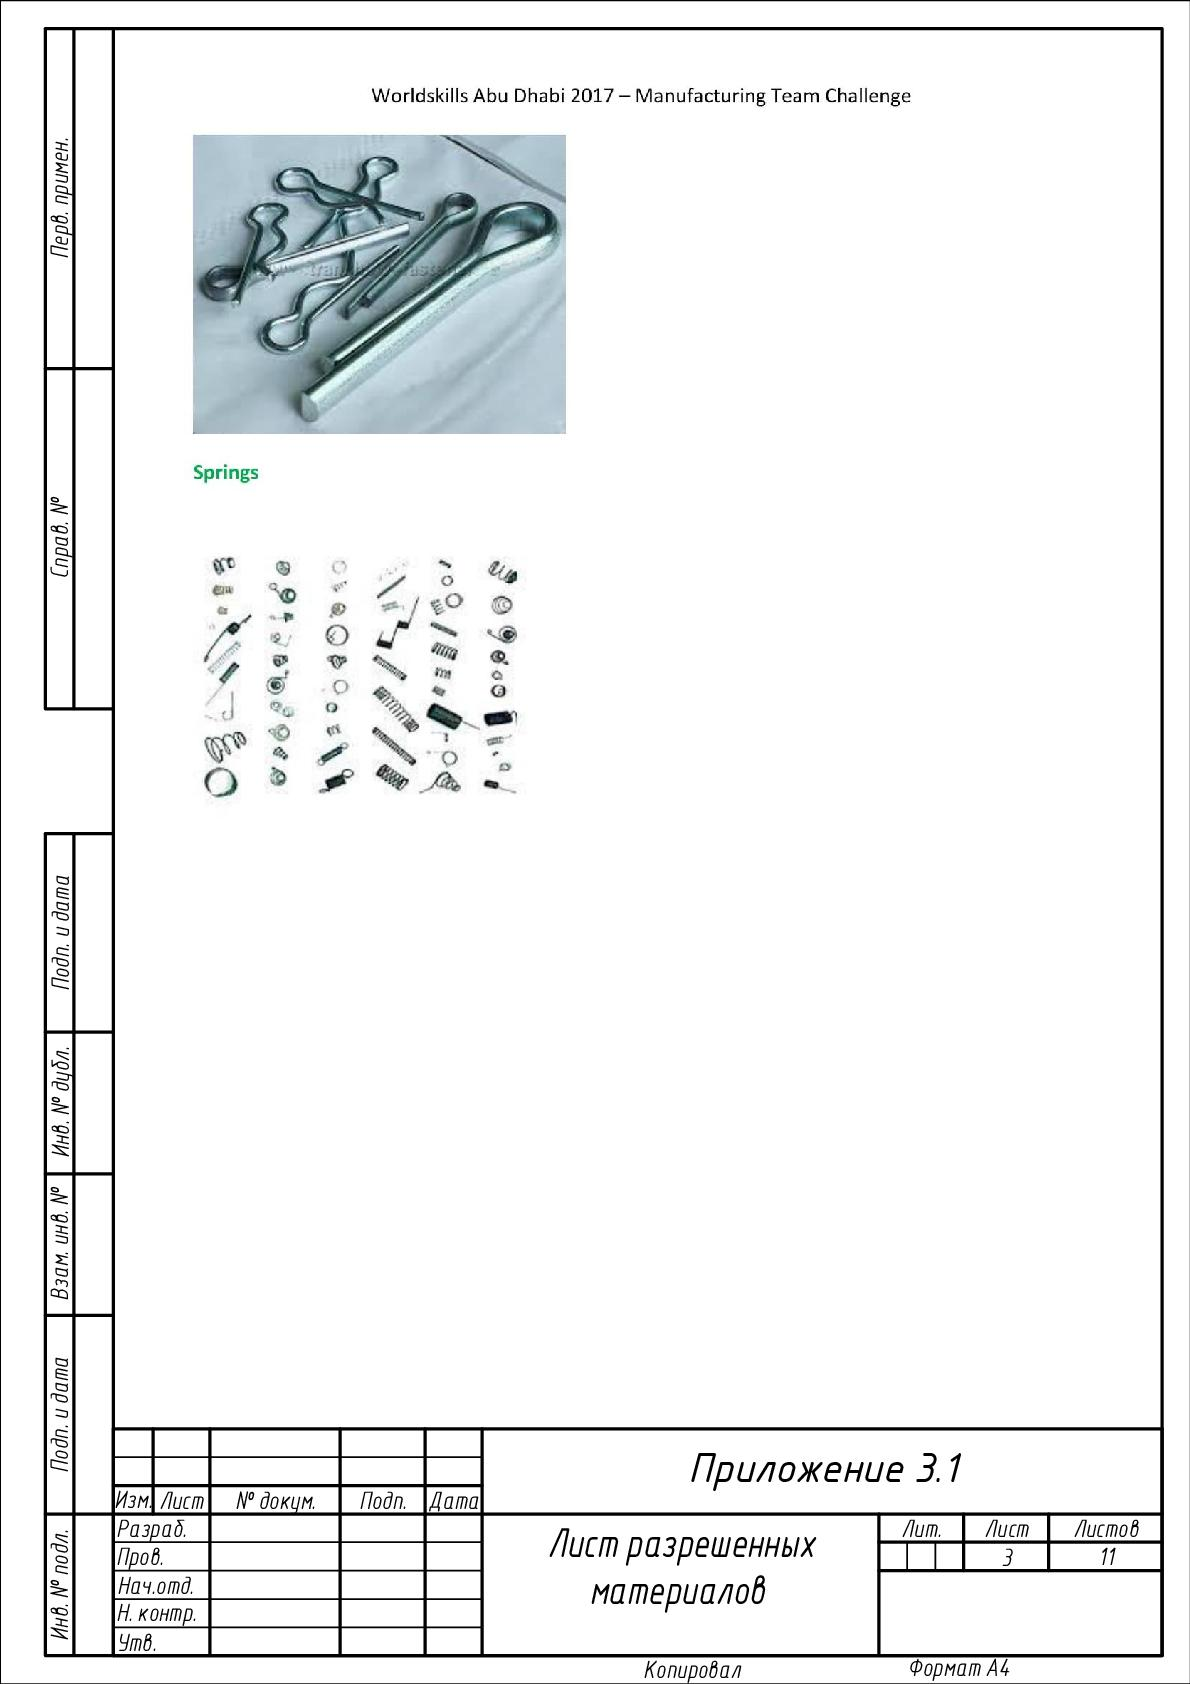 Worldskills Abu Dhabi 2017 – Manufacturing Team Challenge
Springs
Перв. примен.
Справ. №
Подп. и дата
Инв. № дубл.
Взам. инв. №
Подп. и дата
Инв. № подл.
Изм. Лист № докум. Подп. Дата
Разраб.
Пров.
Нач.отд.
Н. контр.
Утв.
Приложение 3.1
Лист разрешенных
материалов
Лит. Лист Листов
3 11
Копировал Формат А4